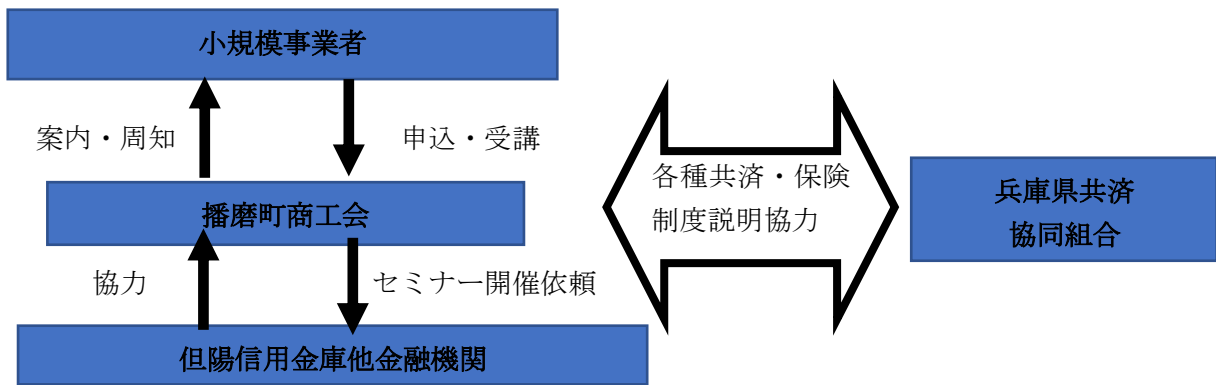 小規模事業者
案内・周知
申込・受講
播磨町商工会
協力
セミナー開催依頼
但陽信用金庫他金融機関
各種共済・保険
制度説明協力
兵庫県共済
協同組合